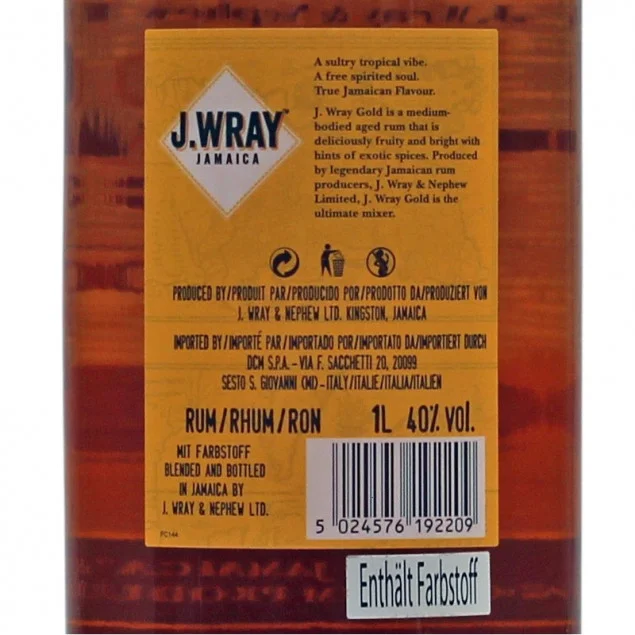 A sultry tropical vibe.
A free spirited soul.
True Jamaican Flavour.
J.WRAY™
JAMAICA
J. Wray Gold is a medium-
bodied aged rum that is
deliciously fruity and bright with
hints of exotic spices. Produced
by legendary Jamaican rum
producers, J. Wray & Nephew
Limited, J. Wray Gold is the
ultimate mixer.
PRODUCED BY/PRODUIT PAR/PRODUCIDO POR/PRODOTTO DA/PRODUZIERT VON
J. WRAY & NEPHEW LTD. KINGSTON, JAMAICA
IMPORTED BY/IMPORTÉ PAR/IMPORTADO POR/IMPORTATO DA/IMPORTIERT DURCH
DCM S.P.A. - VIA F. SACCHETTI 20, 20099
SESTO S. GIOVANNI (MI) - ITALY/ITALIE/ITALIA/ITALIEN
RUM/RHUM/RON 1L 40% VOL.
MIT FARBSTOFF
BLENDED AND BOTTLED
IN JAMAICA BY
J. WRAY & NEPHEW LTD.
5 024576 192209
PC144
Enthält Farbstoff